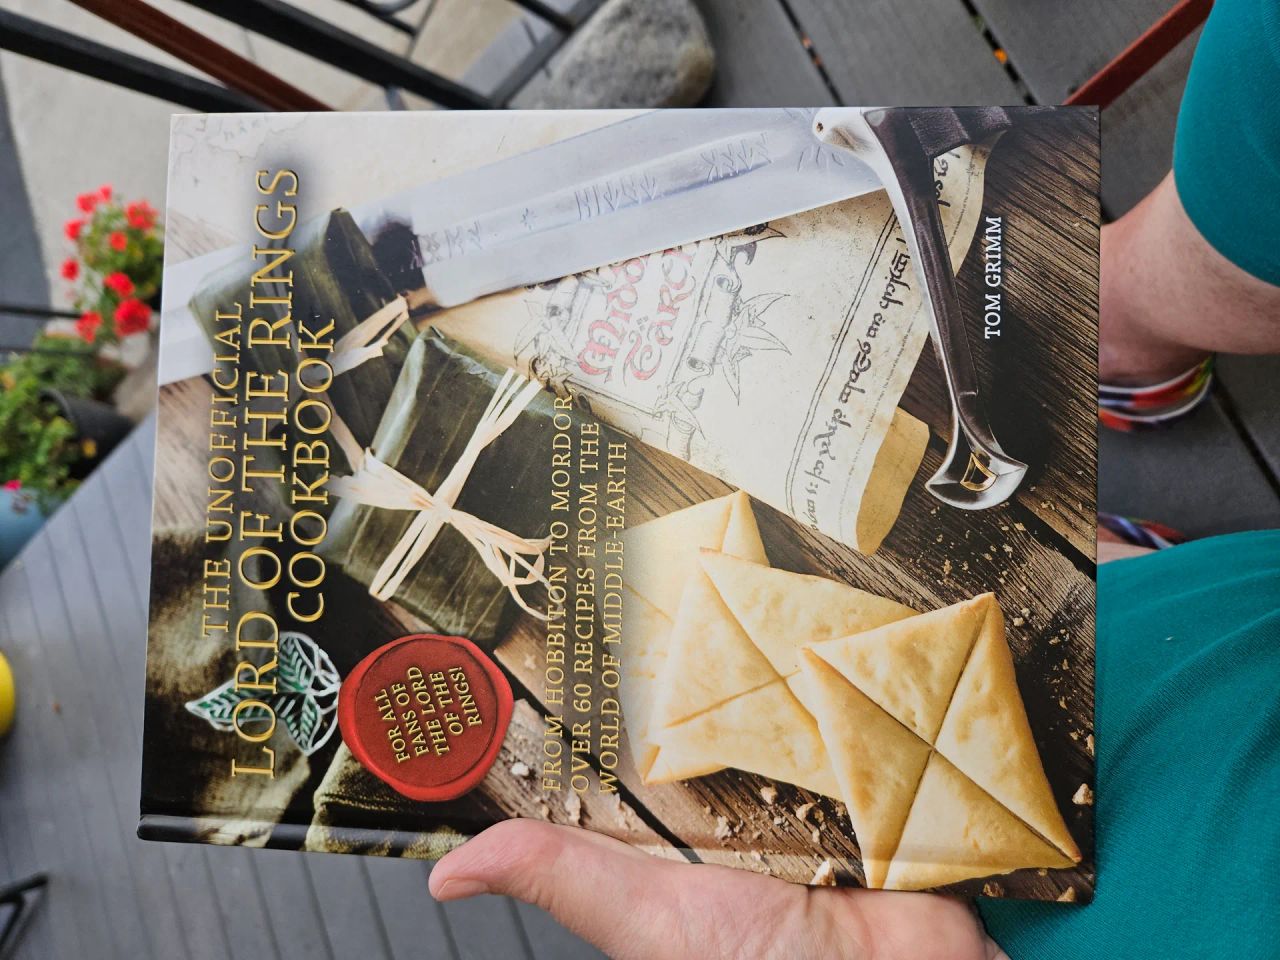 THE UNOFFICIAL
LORD OF THE RINGS
COOKBOOK
FOR ALL
FANS OF
THE LORD
OF THE
RINGS!
FROM HOBBITON TO MORDOR,
OVER 60 RECIPES FROM THE
WORLD OF MIDDLE-EARTH
TOM GRIMM